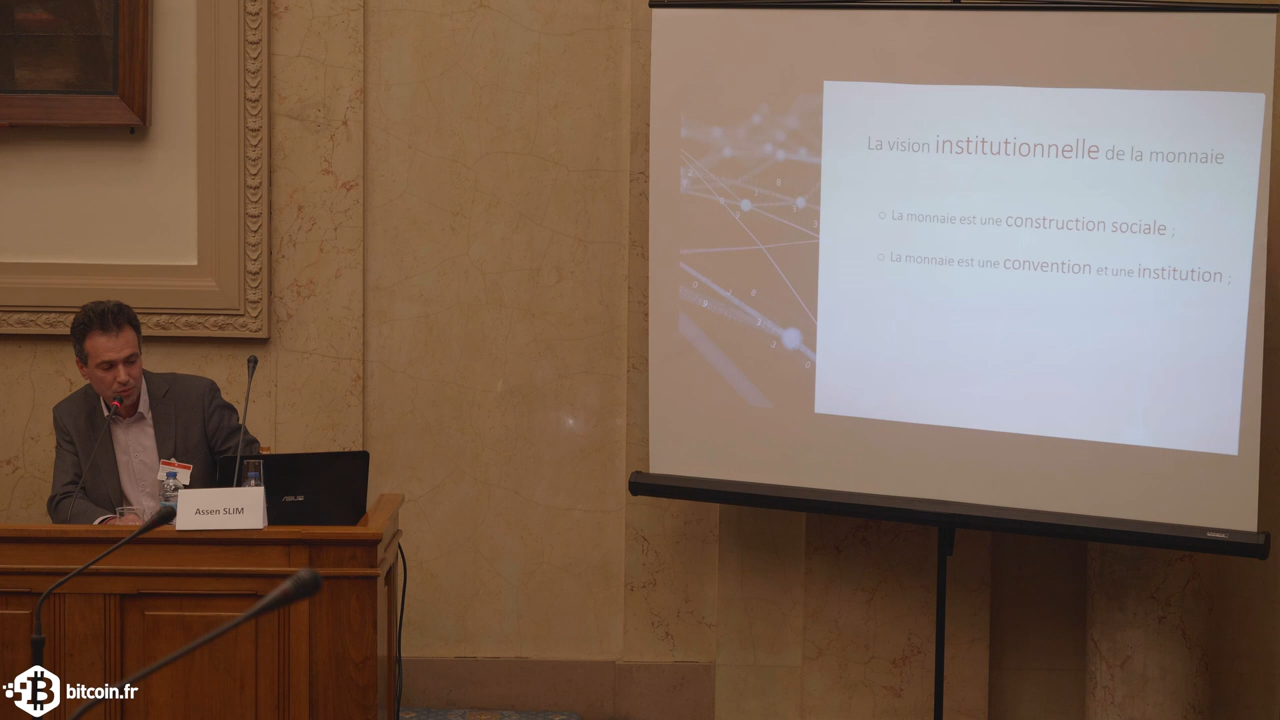 La vision institutionnelle de la monnaie
○ La monnaie est une construction sociale ;
○ La monnaie est une convention et une institution ;
ASUS
Assen SLIM
bitcoin.fr